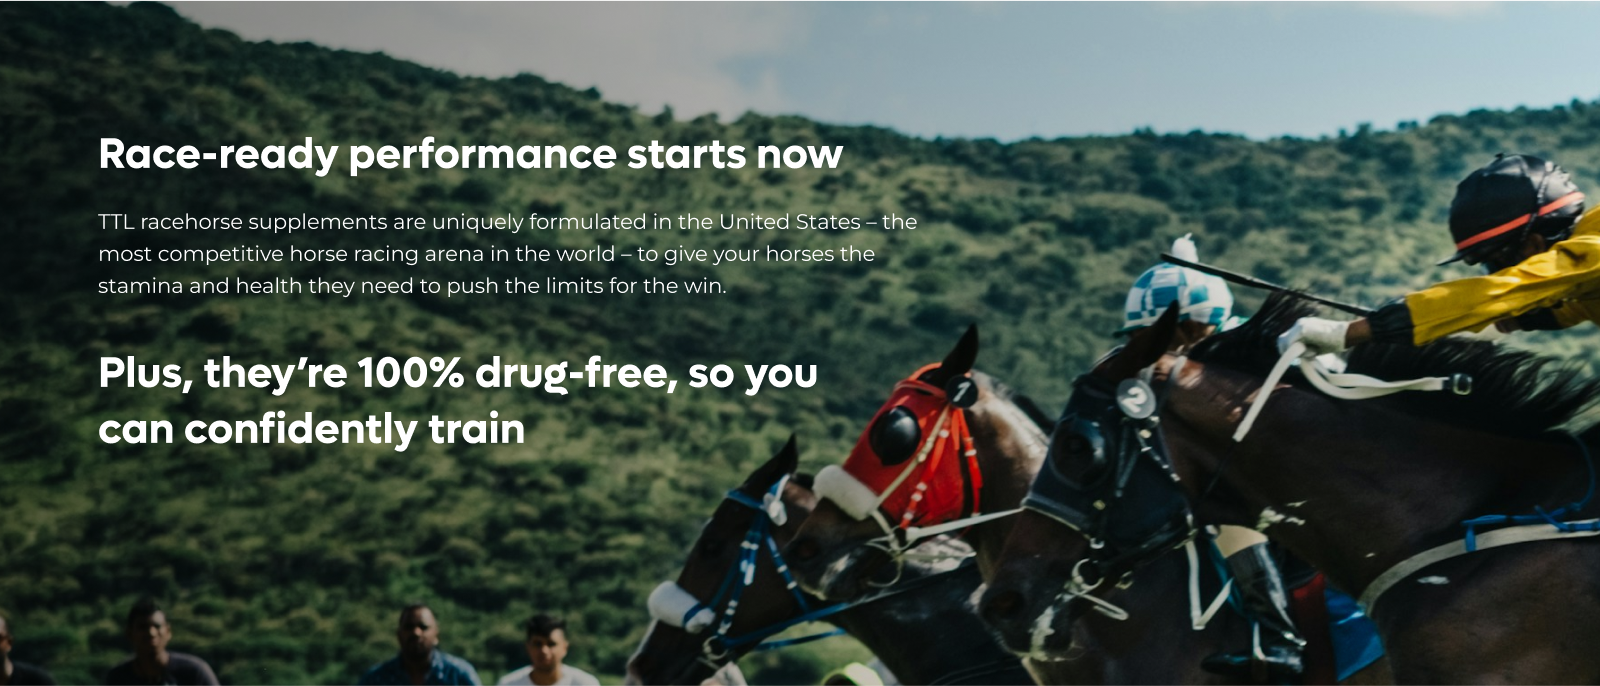 Race-ready performance starts now
TTL racehorse supplements are uniquely formulated in the United States – the
most competitive horse racing arena in the world – to give your horses the
stamina and health they need to push the limits for the win.
Plus, they’re 100% drug-free, so you
can confidently train
1
2